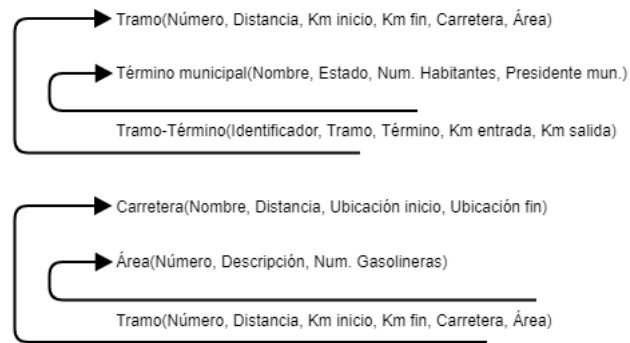 Tramo(Número, Distancia, Km inicio, Km fin, Carretera, Área)
Término municipal(Nombre, Estado, Num. Habitantes, Presidente mun.)
Tramo-Término(Identificador, Tramo, Término, Km entrada, Km salida)
Carretera(Nombre, Distancia, Ubicación inicio, Ubicación fin)
Área(Número, Descripción, Num. Gasolineras)
Tramo(Número, Distancia, Km inicio, Km fin, Carretera, Área)